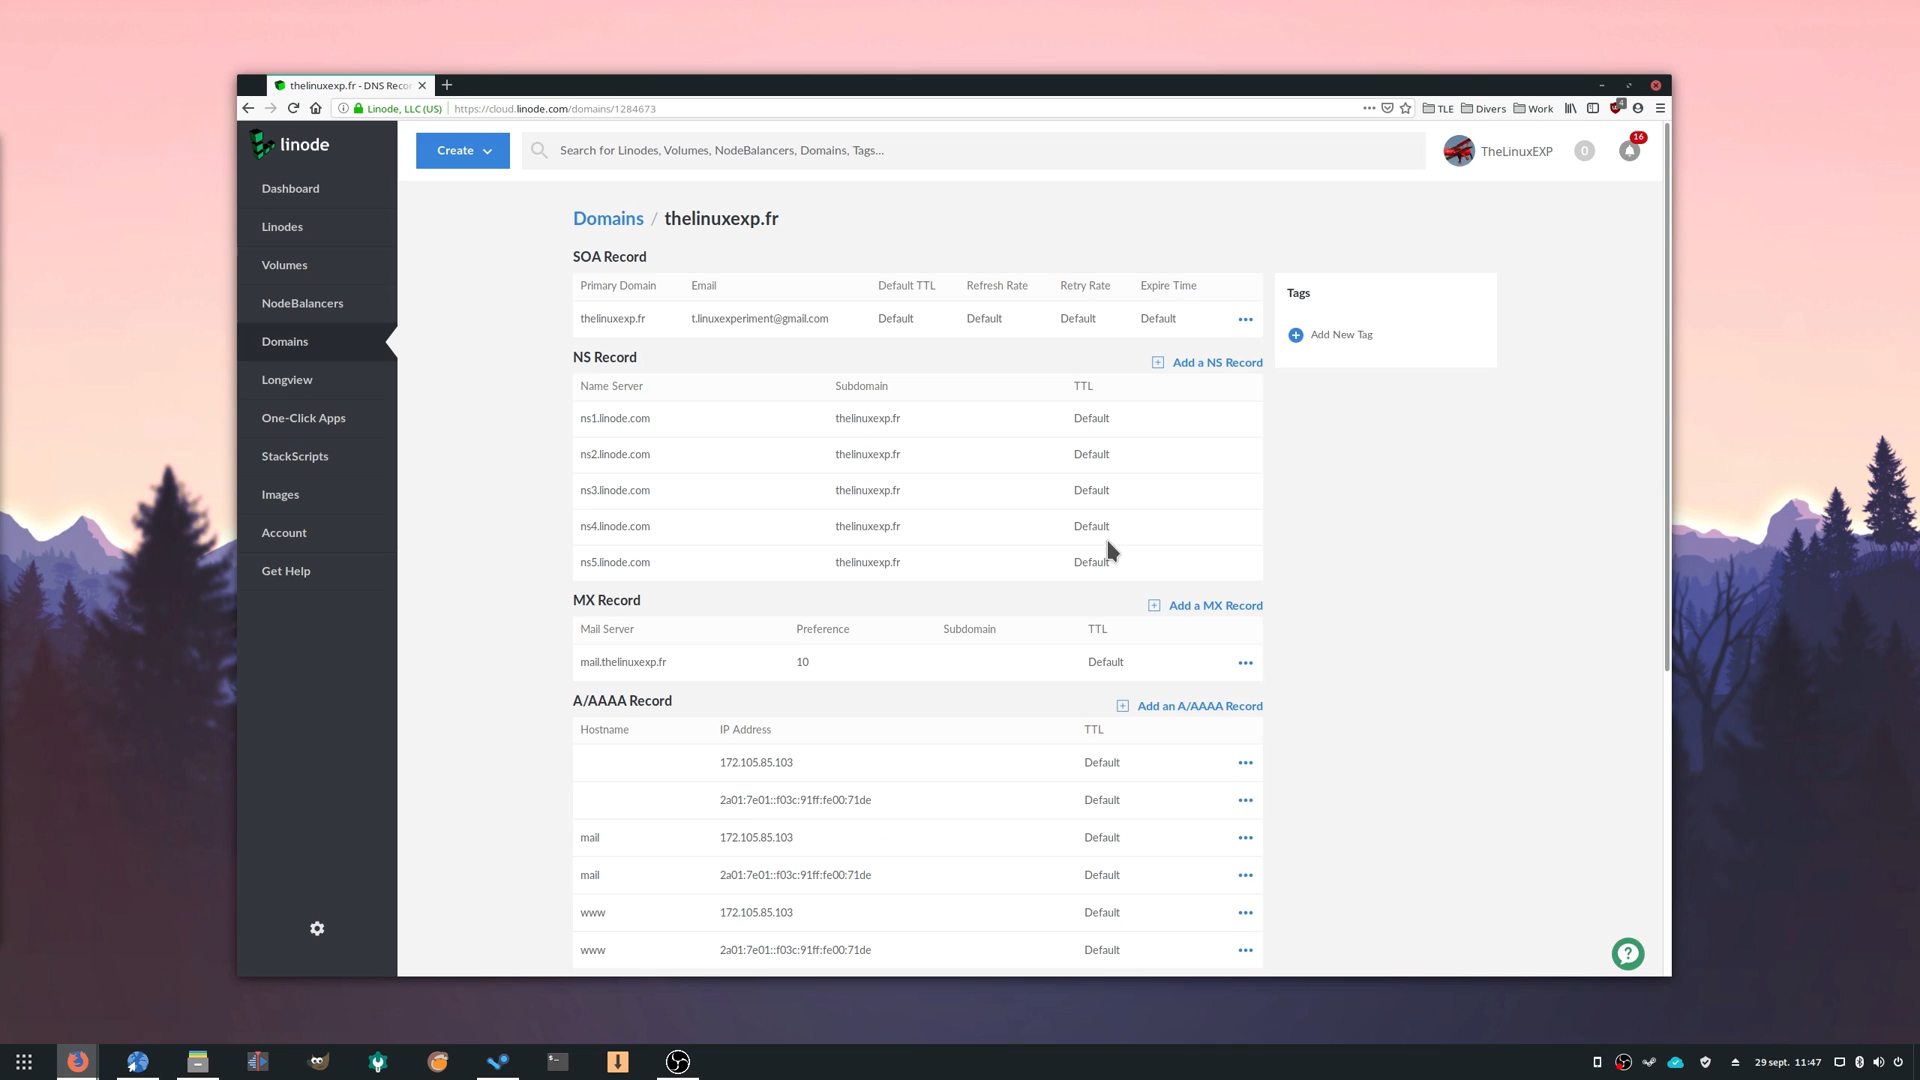 thelinuxexp.fr - DNS Recor
Linode, LLC (US)
https://cloud.linode.com/domains/1284673
TLE
Divers
Work
4
linode
Create
Search for Linodes, Volumes, NodeBalancers, Domains, Tags...
TheLinuxEXP
0
16
Dashboard
Linodes
Volumes
NodeBalancers
Domains
Longview
One-Click Apps
StackScripts
Images
Account
Get Help
Domains / thelinuxexp.fr
SOA Record
Primary Domain Email Default TTL Refresh Rate Retry Rate Expire Time
thelinuxexp.fr t.linuxexperiment@gmail.com Default Default Default Default
Tags
Add New Tag
NS Record
Add a NS Record
Name Server Subdomain TTL
ns1.linode.com thelinuxexp.fr Default
ns2.linode.com thelinuxexp.fr Default
ns3.linode.com thelinuxexp.fr Default
ns4.linode.com thelinuxexp.fr Default
ns5.linode.com thelinuxexp.fr Default
MX Record
Add a MX Record
Mail Server Preference Subdomain TTL
mail.thelinuxexp.fr 10 Default
A/AAAA Record
Add an A/AAAA Record
Hostname IP Address TTL
172.105.85.103 Default
2a01:7e01::f03c:91ff:fe00:71de Default
mail 172.105.85.103 Default
mail 2a01:7e01::f03c:91ff:fe00:71de Default
www 172.105.85.103 Default
www 2a01:7e01::f03c:91ff:fe00:71de Default
29 sept. 11:47